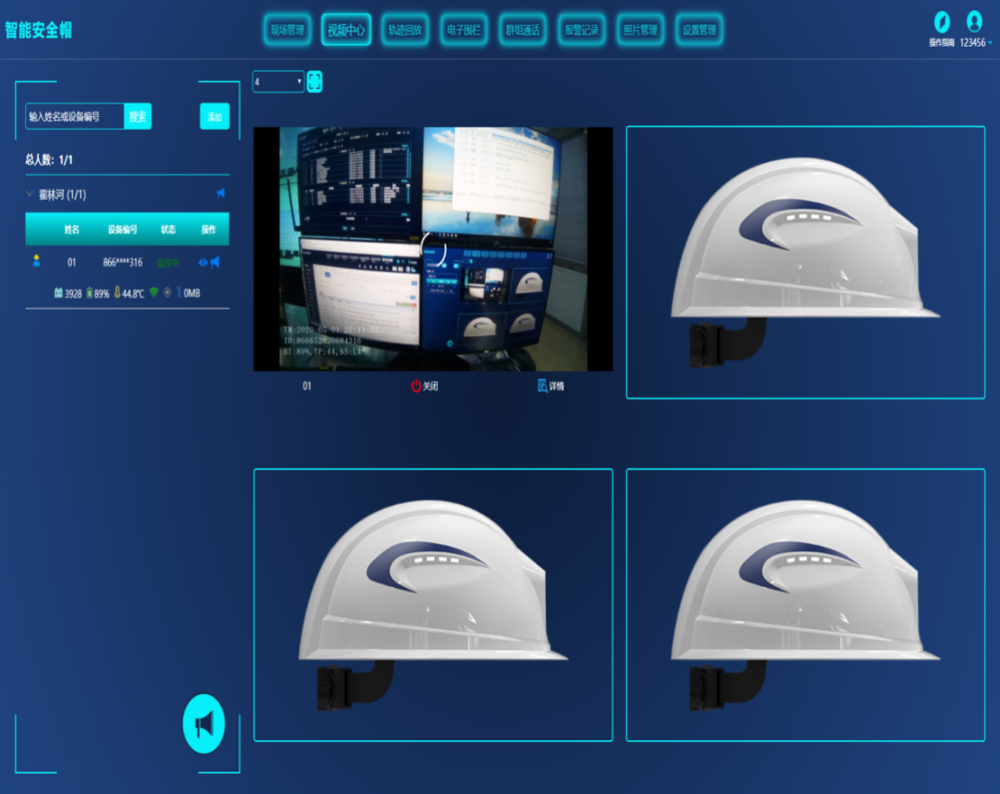 智能安全帽
现场管理
视频中心
轨迹回放
电子围栏
群组通话
报警记录
照片管理
设置管理
操作指南
123456
4
输入姓名或设备编号
搜索
添加
总人数: 1/1
霍林河 (1/1)
姓名 设备编号 状态 操作
01 866****316 监控中
3928 89% 44.8℃ 0MB
TM:2020-05-01 20:11:02
ID:866652020084316
BT:89%,TP:44,SS:L4
01 关闭 详情